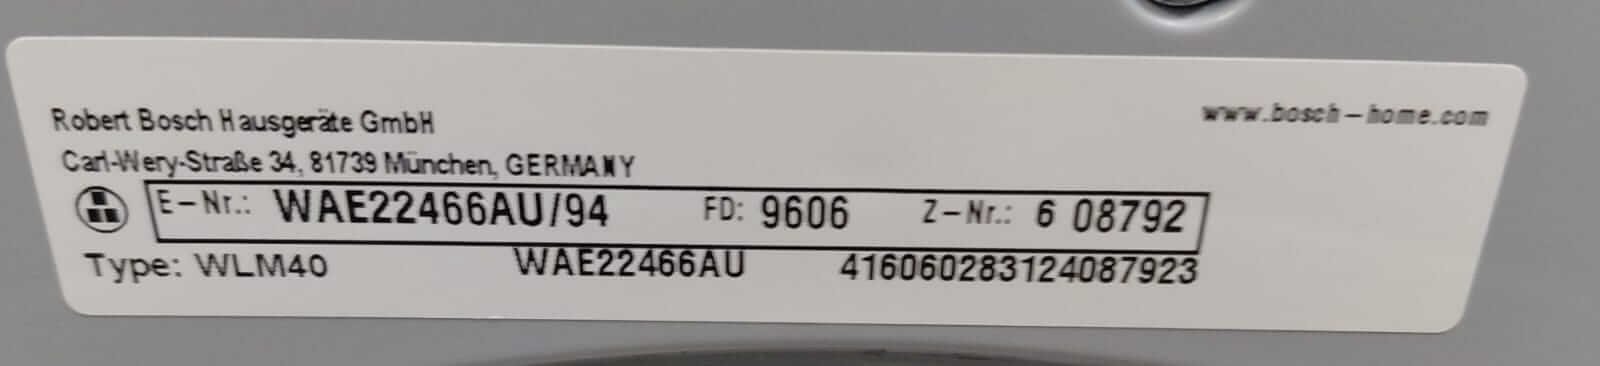 Robert Bosch Hausgeräte GmbH
www.bosch-home.com
Carl-Wery-Straße 34, 81739 München, GERMANY
E-Nr.: WAE22466AU/94 FD: 9606 Z-Nr.: 6 08792
Type: WLM40 WAE22466AU 416060283124087923